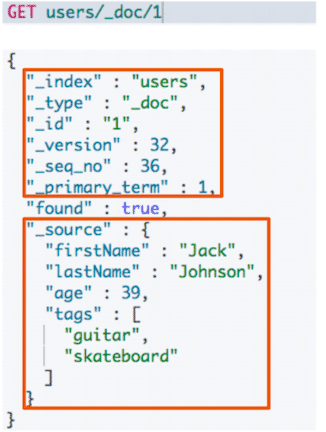 GET users/_doc/1
{
"_index" : "users",
"_type" : "_doc",
"_id" : "1",
"_version" : 32,
"_seq_no" : 36,
"_primary_term" : 1,
"found" : true,
"_source" : {
"firstName" : "Jack",
"lastName" : "Johnson",
"age" : 39,
"tags" : [
"guitar",
"skateboard"
]
}
}